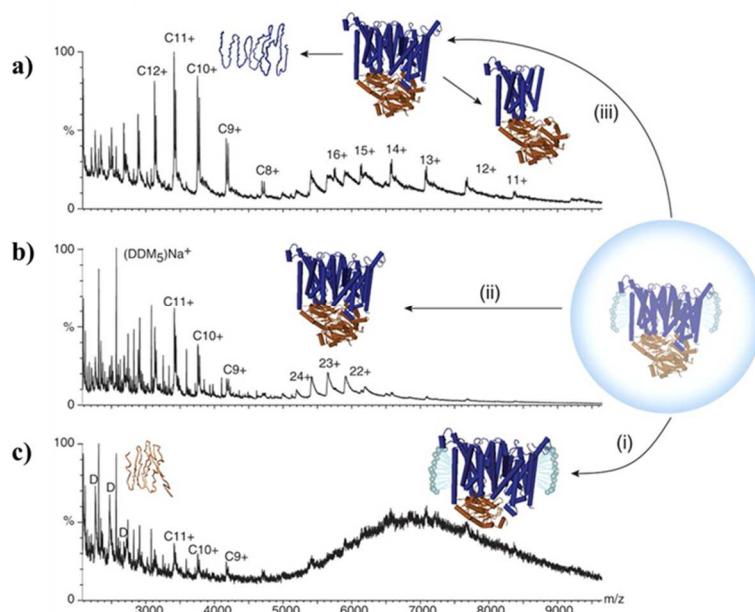 a)
100
%
0
C12+
C11+
C10+
C9+
C8+
16+
15+
14+
13+
12+
11+
(iii)
b)
100
%
0
(DDM₅)Na⁺
C11+
C10+
C9+
24+
23+
22+
(ii)
c)
100
%
0
D
D
D
C11+
C10+
C9+
(i)
3000 4000 5000 6000 7000 8000 9000 m/z